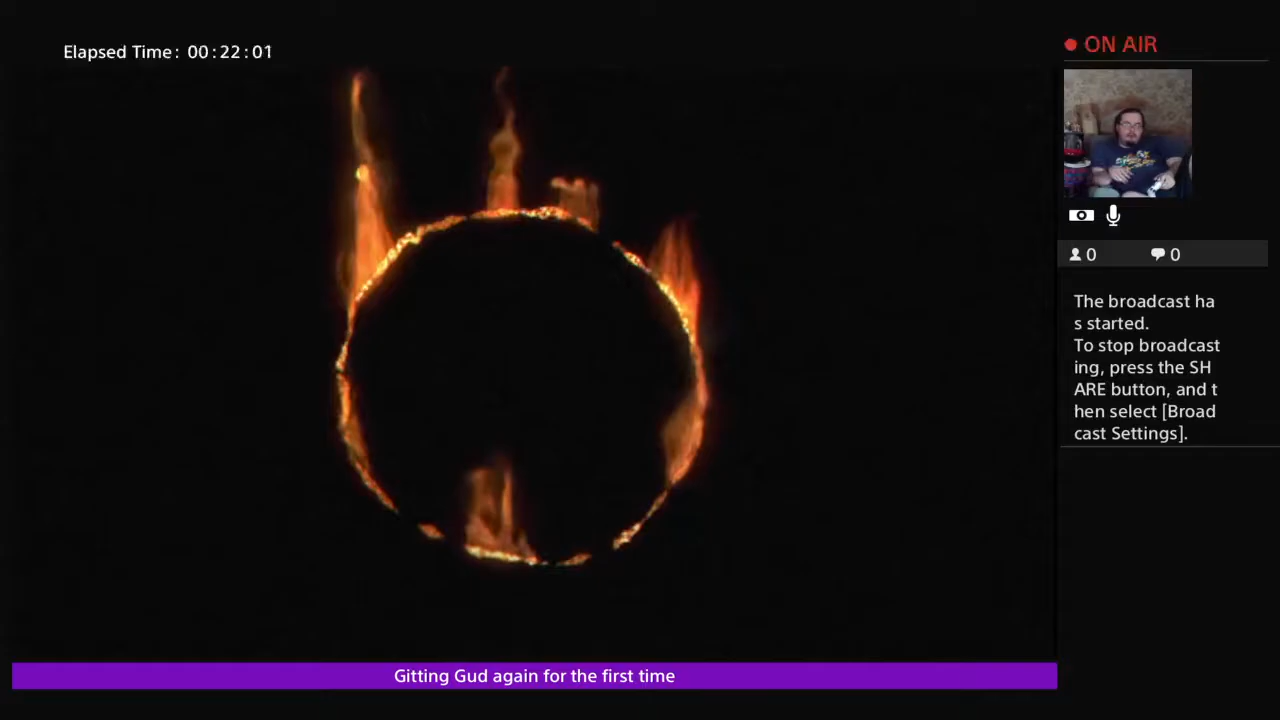 Elapsed Time: 00:22:01
ON AIR
0 0
The broadcast ha
s started.
To stop broadcast
ing, press the SH
ARE button, and t
hen select [Broad
cast Settings].
Gitting Gud again for the first time